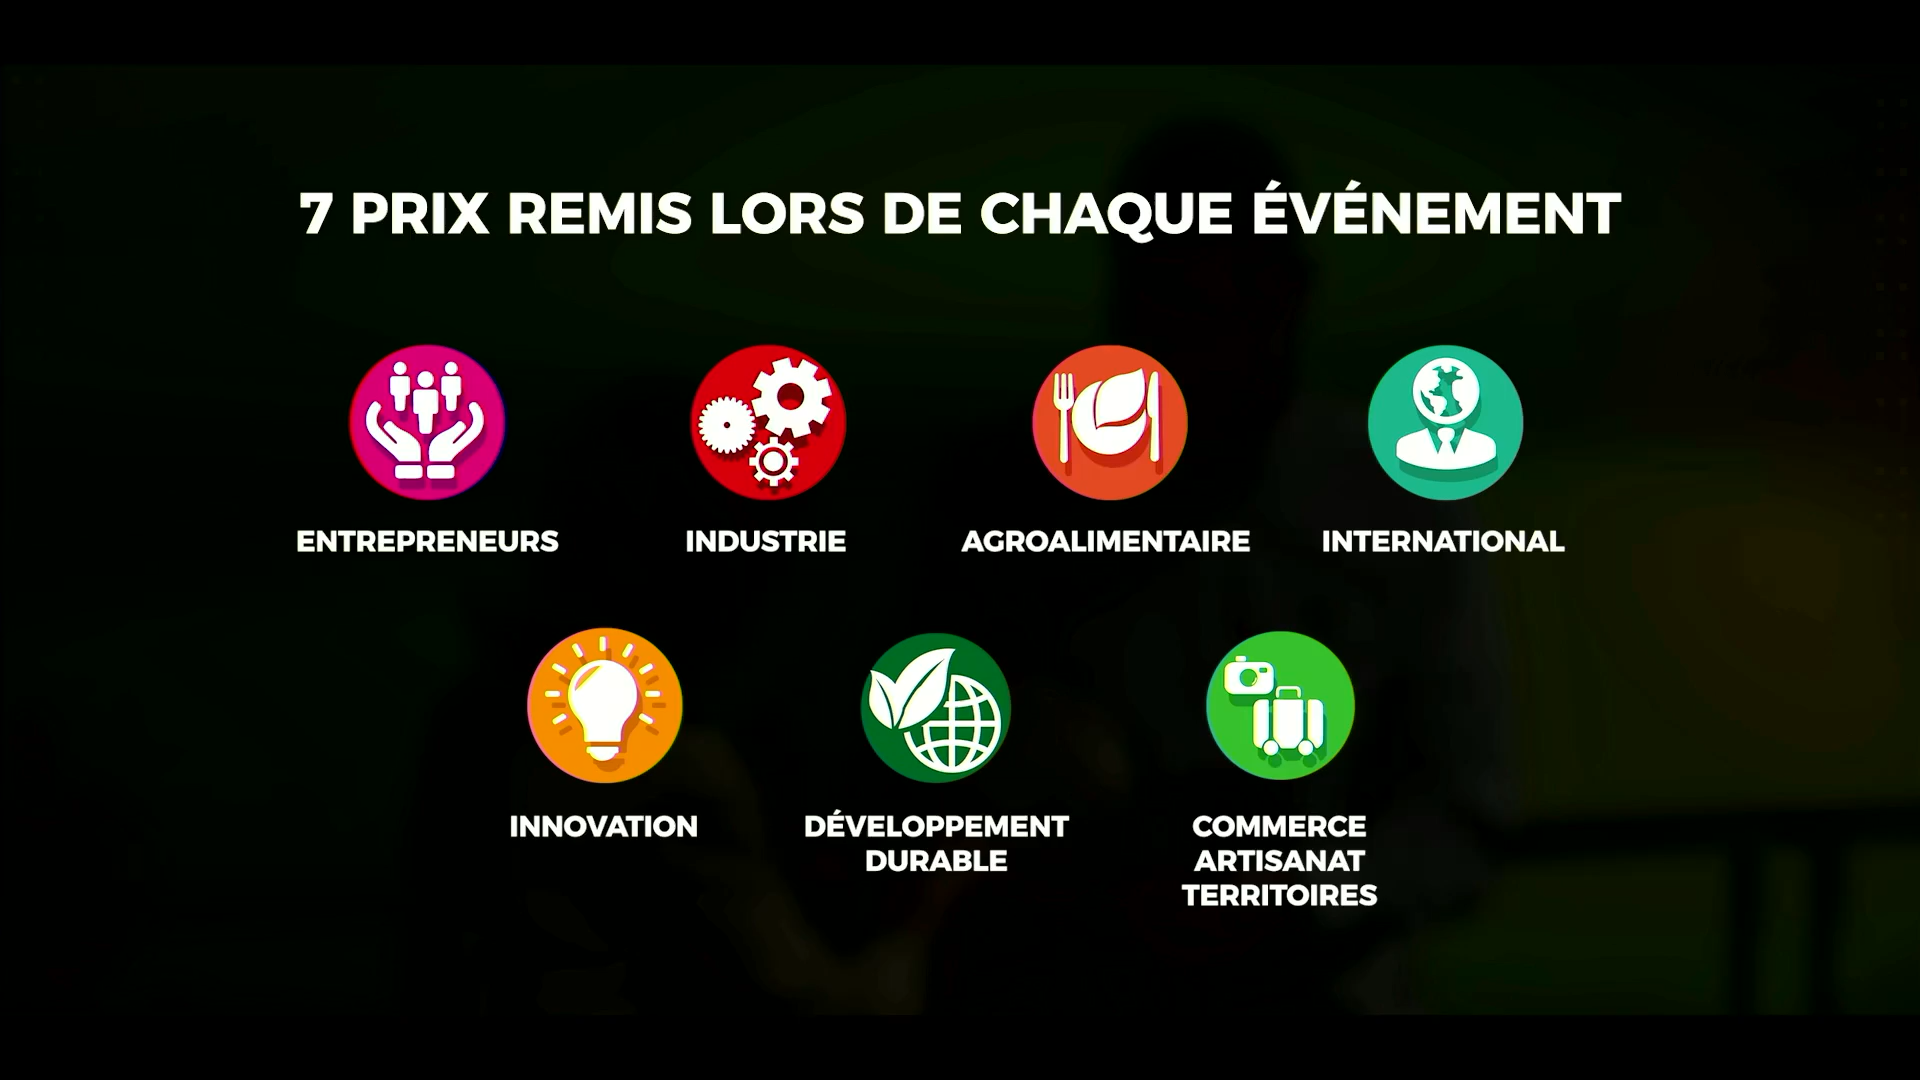 7 PRIX REMIS LORS DE CHAQUE ÉVÉNEMENT
ENTREPRENEURS
INDUSTRIE
AGROALIMENTAIRE
INTERNATIONAL
INNOVATION
DÉVELOPPEMENT
DURABLE
COMMERCE
ARTISANAT
TERRITOIRES